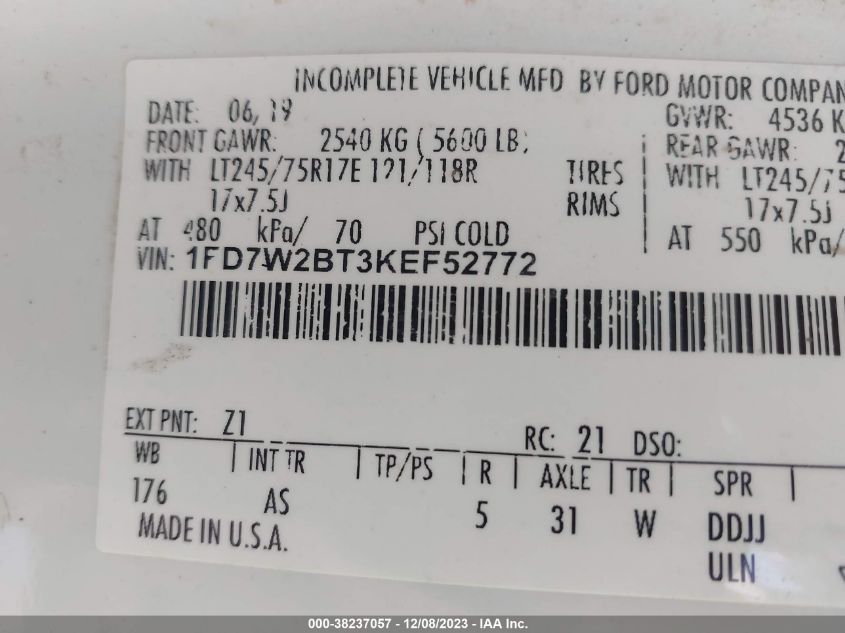 INCOMPLETE VEHICLE MFD BY FORD MOTOR
DATE: 06/19 GVWR: 4536 K
FRONT GAWR: 2540 KG ( 5600 LB) REAR GAWR: 2
WITH LT245/75R17E 121/118R TIRES WITH LT245/75
17x7.5J RIMS 17x7.5J
AT 480 kPa/ 70 PSI COLD AT 550 kPa/
VIN: 1FD7W2BT3KEF52772
EXT PNT: Z1 RC: 21 DSO:
WB | INT TR | TP/PS | R | AXLE | TR | SPR |
176 AS 5 31 W DDJJ
MADE IN U.S.A. ULN
000-38237057 - 12/08/2023 - IAA Inc.